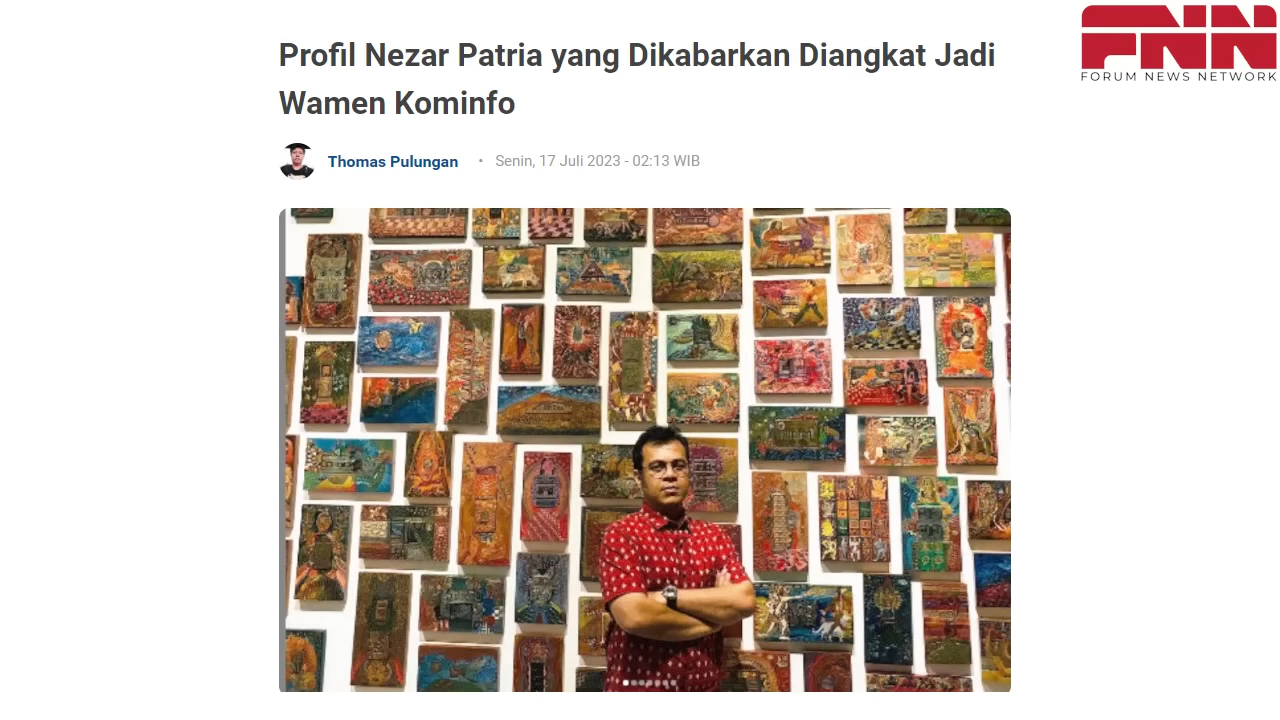 Profil Nezar Patria yang Dikabarkan Diangkat Jadi
Wamen Kominfo
Thomas Pulungan • Senin, 17 Juli 2023 - 02:13 WIB
FNN
FORUM NEWS NETWORK